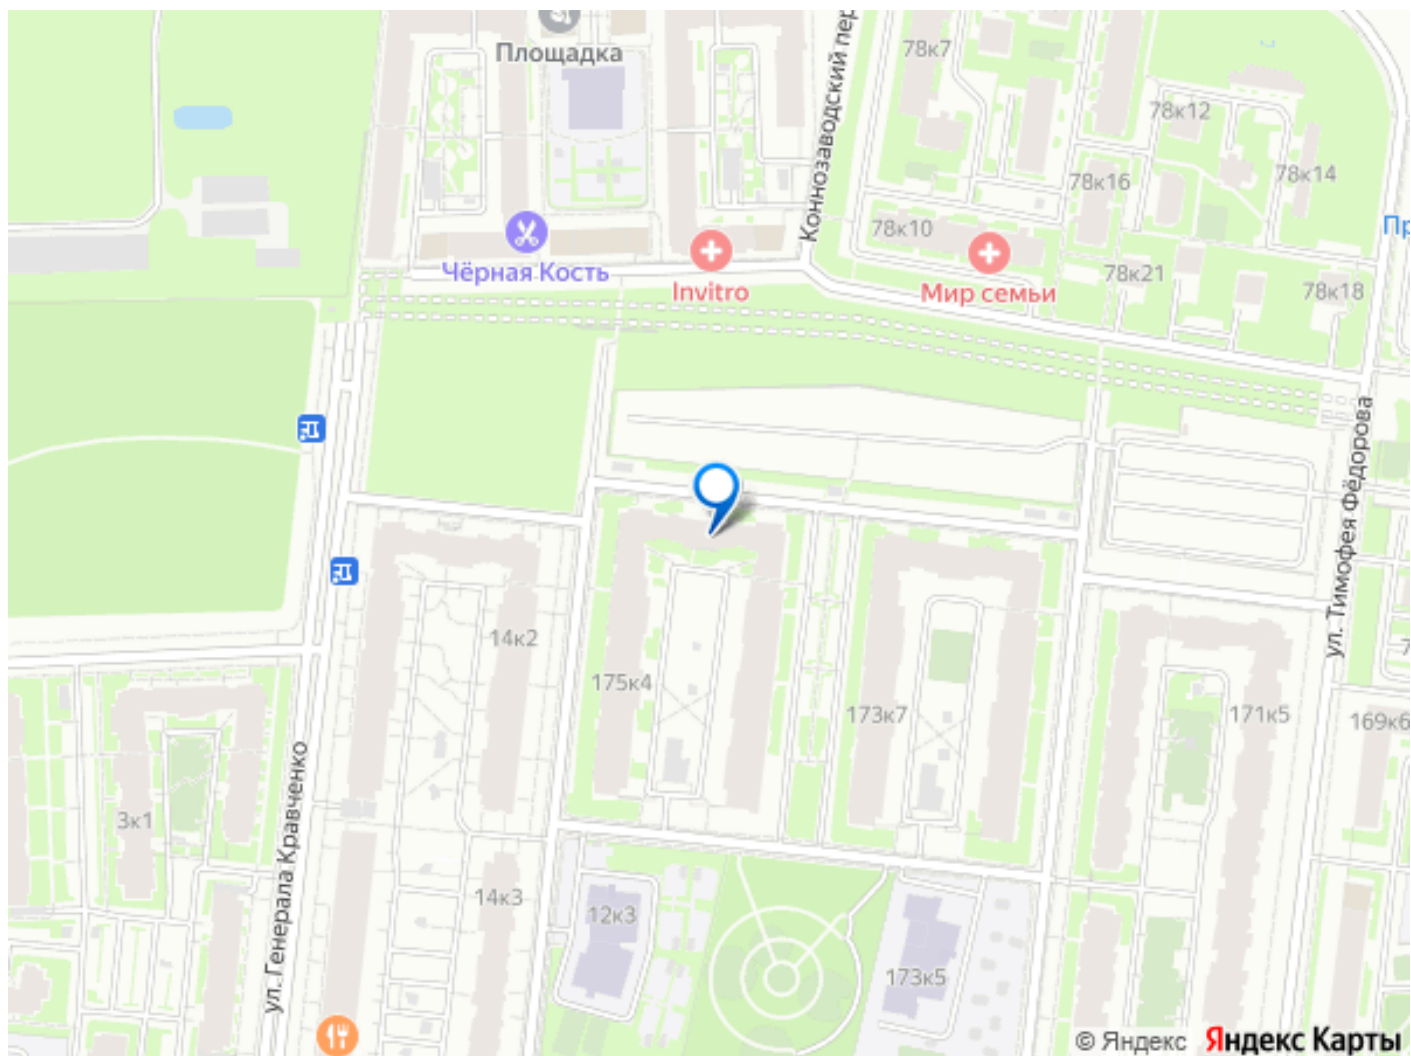 Площадка
Коннозаводский пер
78к7
78к12
78к14
78к16
78к10
Пр
Чёрная Кость
Invitro
Мир семьи
78к21
78к18
ул. Тимофея Фёдорова
14к2
175к4
173к7
171к5
169к6
7
3к1
ул. Генерала Кравченко
14к3
12к3
173к5
© Яндекс Яндекс Карты